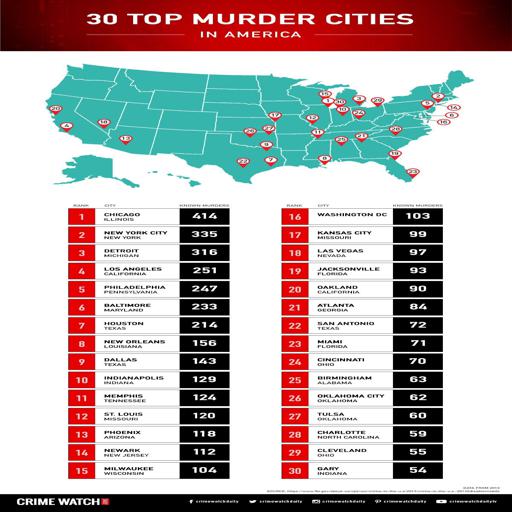 30 TOP MURDER CITIES
IN AMERICA
RANK CITY KNOWN MURDERS
1 CHICAGO ILLINOIS 414
2 NEW YORK CITY NEW YORK 335
3 DETROIT MICHIGAN 316
4 LOS ANGELES CALIFORNIA 251
5 PHILADELPHIA PENNSYLVANIA 247
6 BALTIMORE MARYLAND 233
7 HOUSTON TEXAS 214
8 NEW ORLEANS LOUISIANA 156
9 DALLAS TEXAS 143
10 INDIANAPOLIS INDIANA 129
11 MEMPHIS TENNESSEE 124
12 ST. LOUIS MISSOURI 120
13 PHOENIX ARIZONA 118
14 NEWARK NEW JERSEY 112
15 MILWAUKEE WISCONSIN 104
RANK CITY KNOWN MURDERS
16 WASHINGTON DC 103
17 KANSAS CITY MISSOURI 99
18 LAS VEGAS NEVADA 97
19 JACKSONVILLE FLORIDA 93
20 OAKLAND CALIFORNIA 90
21 ATLANTA GEORGIA 84
22 SAN ANTONIO TEXAS 72
23 MIAMI FLORIDA 71
24 CINCINNATI OHIO 70
25 BIRMINGHAM ALABAMA 63
26 OKLAHOMA CITY OKLAHOMA 62
27 TULSA OKLAHOMA 60
28 CHARLOTTE NORTH CAROLINA 59
29 CLEVELAND OHIO 55
30 GARY INDIANA 54
CRIME WATCH
crimewatchdaily crimewatchdaily crimewatchdaily crimewatchdaily crimewatchdailytv